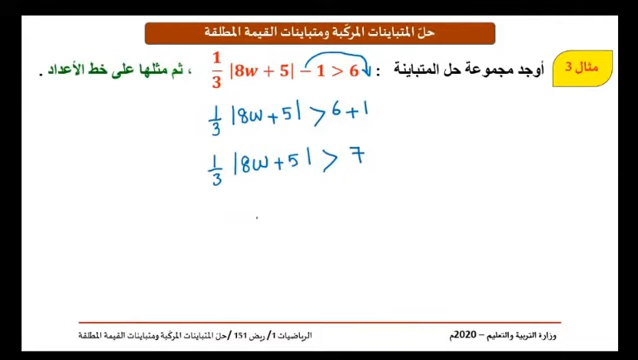 حلّ المتباينات المركّبة ومتباينات القيمة المطلقة
مثال 3
أوجد مجموعة حل المتباينة : 1/3 |8w + 5| − 1 > 6 ، ثم مثلها على خط الأعداد .
1/3 |8w + 5| > 6 + 1
1/3 |8w + 5| > 7
وزارة التربية والتعليم – 2020م
الرياضيات 1/ ريض 151 /حلّ المتباينات المركّبة ومتباينات القيمة المطلقة